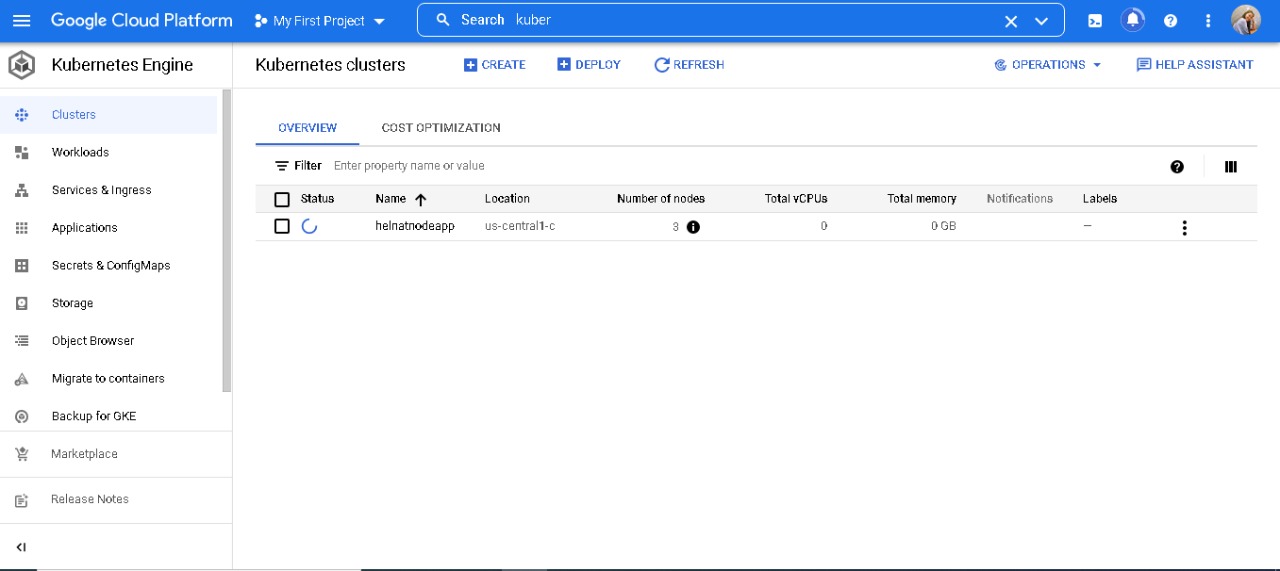 Google Cloud Platform My First Project Search kuber
Kubernetes Engine
Kubernetes clusters CREATE DEPLOY REFRESH OPERATIONS HELP ASSISTANT
Clusters
Workloads
Services & Ingress
Applications
Secrets & ConfigMaps
Storage
Object Browser
Migrate to containers
Backup for GKE
Marketplace
Release Notes
OVERVIEW COST OPTIMIZATION
Filter Enter property name or value
Status Name Location Number of nodes Total vCPUs Total memory Notifications Labels
helnatnodeapp us-central1-c 3 0 0 GB —